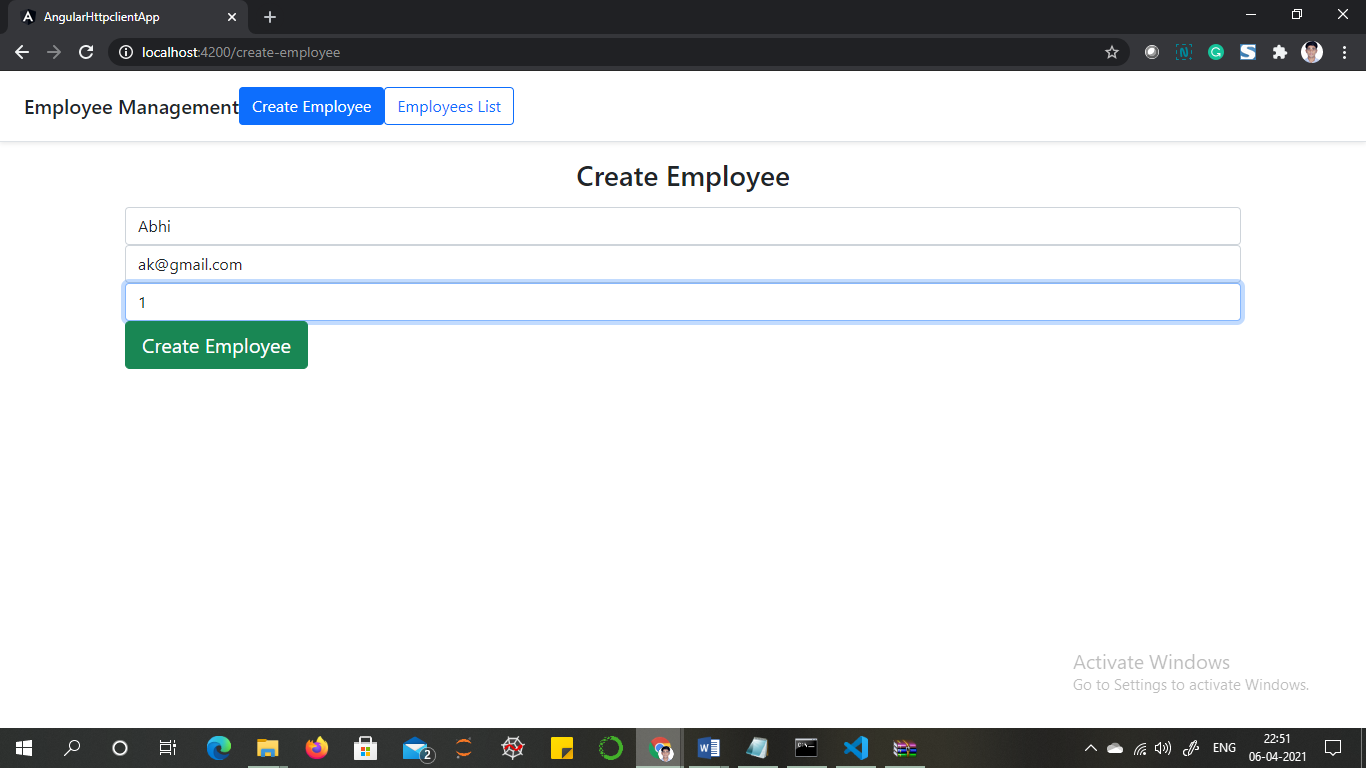 AngularHttpclientApp
localhost:4200/create-employee
Employee Management Create Employee Employees List
Create Employee
Abhi
ak@gmail.com
1
Create Employee
Activate Windows
Go to Settings to activate Windows.
2
ENG
22:51
06-04-2021